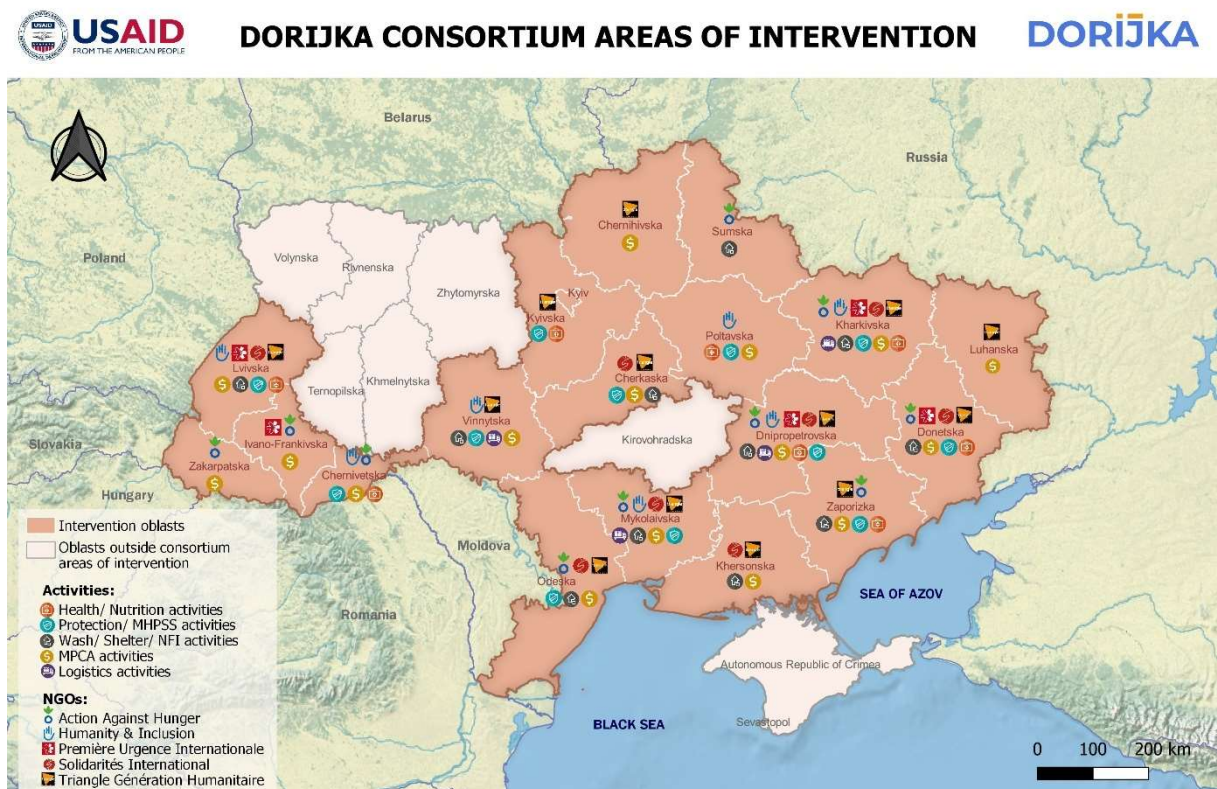 USAID
FROM THE AMERICAN PEOPLE
DORIJKA CONSORTIUM AREAS OF INTERVENTION
DORÏJKA
Belarus
Russia
Poland
Slovakia
Hungary
Moldova
Romania
Volynska
Rivnenska
Zhytomyrska
Chernihivska
Sumska
Kyiv
Kyivska
Poltavska
Kharkivska
Luhanska
Lvivska
Ternopilska
Khmelnytska
Vinnytska
Cherkaska
Kirovohradska
Dnipropetrovska
Donetska
Ivano-Frankivska
Zakarpatska
Chernivetska
Zaporizka
Mykolaivska
Khersonska
Odeska
SEA OF AZOV
BLACK SEA
Autonomous Republic of Crimea
Sevastopol
Intervention oblasts
Oblasts outside consortium
areas of intervention
Activities:
Health/ Nutrition activities
Protection/ MHPSS activities
Wash/ Shelter/ NFI activities
MPCA activities
Logistics activities
NGOs:
Action Against Hunger
Humanity & Inclusion
Première Urgence Internationale
Solidarités International
Triangle Génération Humanitaire
0 100 200 km